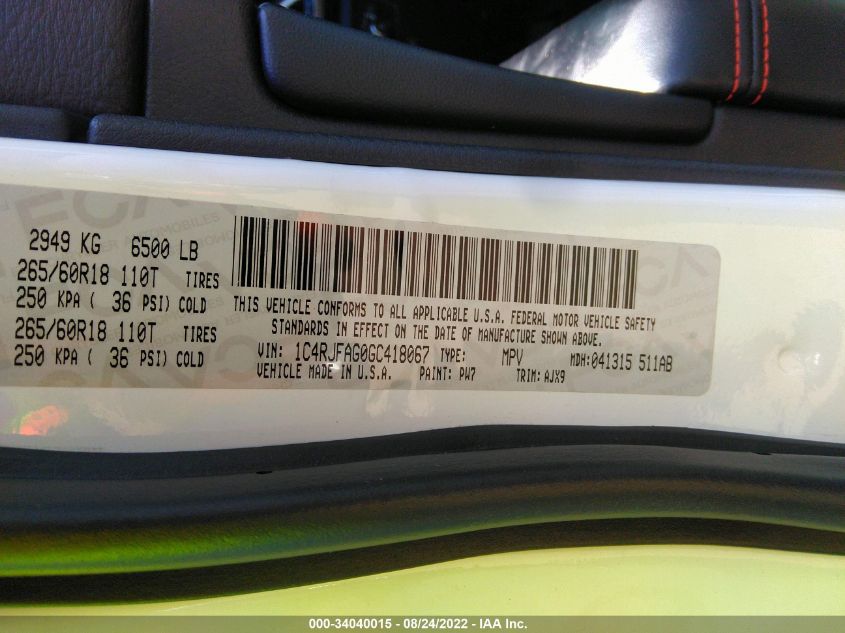 2949 KG 6500 LB
265/60R18 110T TIRES
250 KPA ( 36 PSI) COLD
265/60R18 110T TIRES
250 KPA ( 36 PSI) COLD
THIS VEHICLE CONFORMS TO ALL APPLICABLE U.S.A. FEDERAL MOTOR VEHICLE SAFETY
STANDARDS IN EFFECT ON THE DATE OF MANUFACTURE SHOWN ABOVE.
VIN: 1C4RJFAG0GC418067 TYPE: MPV MDH:041315 511AB
VEHICLE MADE IN U.S.A. PAINT: PW7 TRIM: AJX9
000-34040015 - 08/24/2022 - IAA Inc.